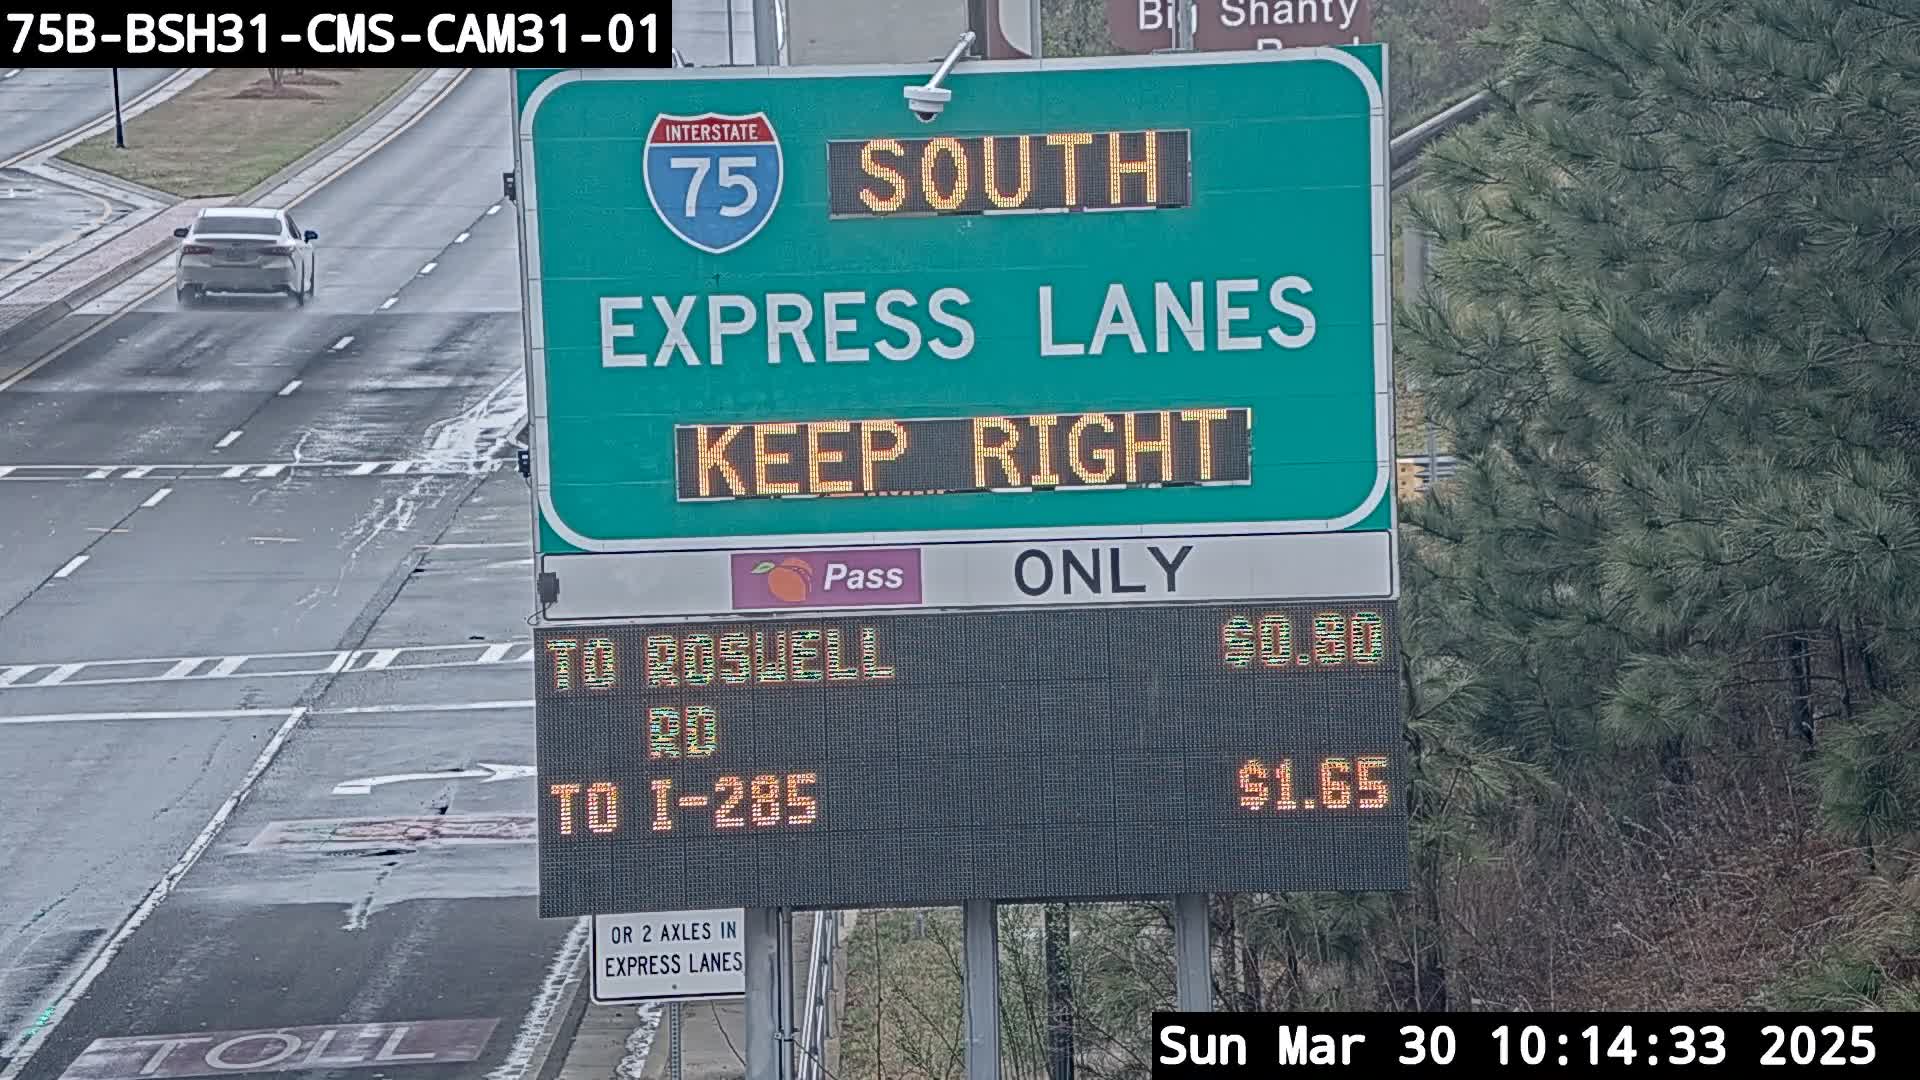 75B-BSH31-CMS-CAM31-01
Big Shanty
INTERSTATE
75
SOUTH
EXPRESS LANES
KEEP RIGHT
Pass
ONLY
TO ROSWELL $0.80
RD
TO I-285 $1.65
OR 2 AXLES IN
EXPRESS LANES
TOLL
Sun Mar 30 10:14:33 2025